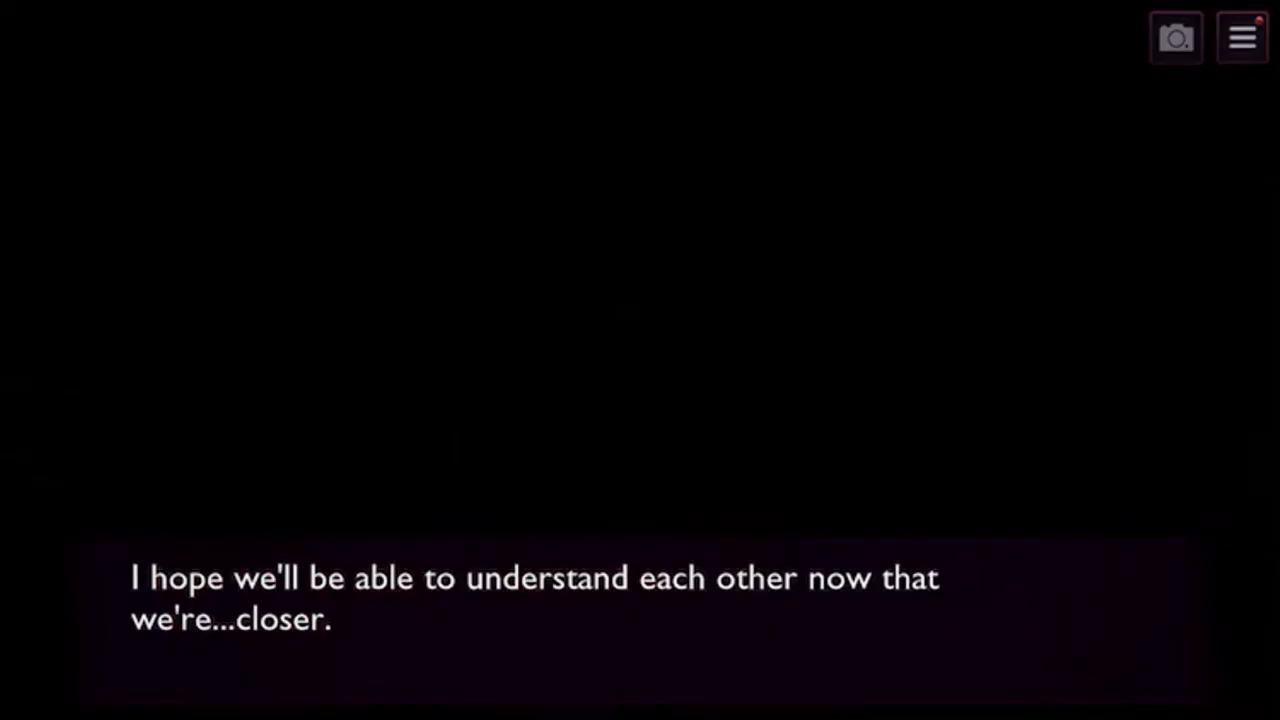 I hope we'll be able to understand each other now that
we're...closer.